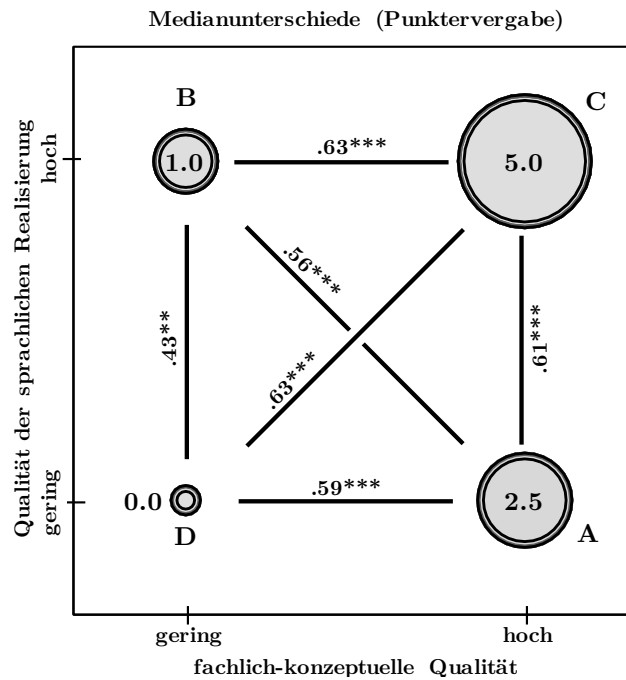 Medianunterschiede (Punktervergabe)
B
C
hoch
1.0
.63***
5.0
.56***
.43**
.63***
.61***
Qualität der sprachlichen Realisierung
gering
0.0
.59***
2.5
D
A
gering
hoch
fachlich-konzeptuelle Qualität